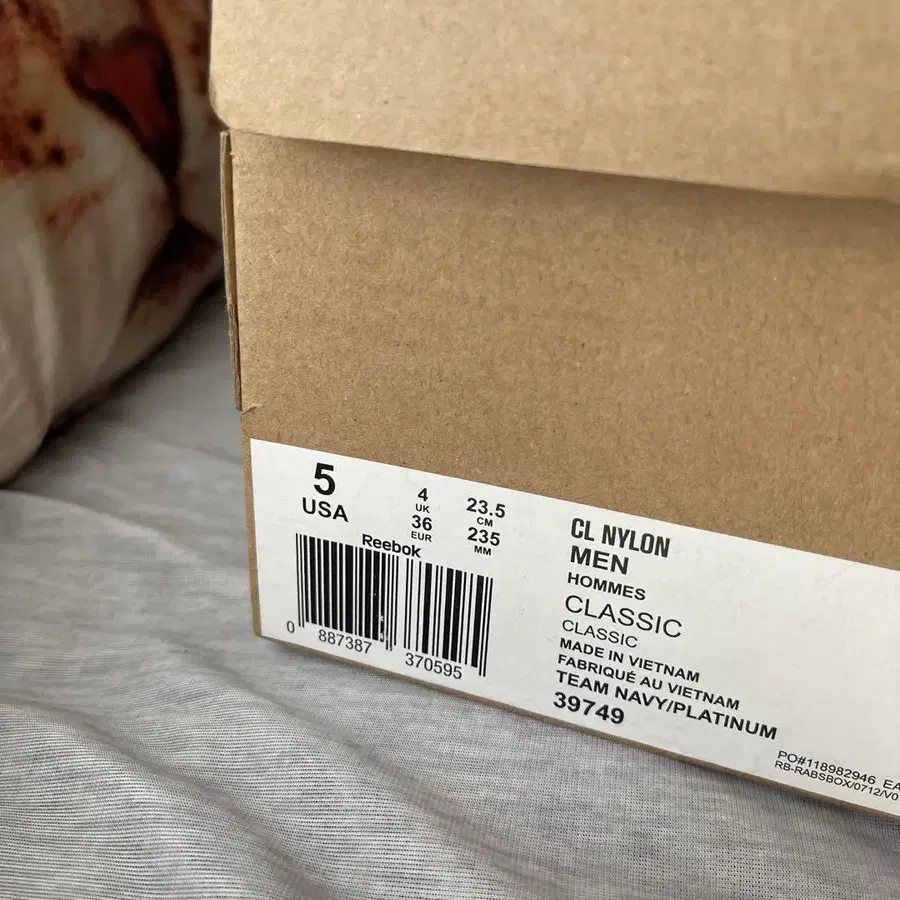 5
USA
4
UK
36
EUR
23.5
CM
235
MM
Reebok
0 887387 370595
CL NYLON
MEN
HOMMES
CLASSIC
CLASSIC
MADE IN VIETNAM
FABRIQUÉ AU VIETNAM
TEAM NAVY/PLATINUM
39749
PO#118982946 EA
RB-RABSBOX/0712/V0